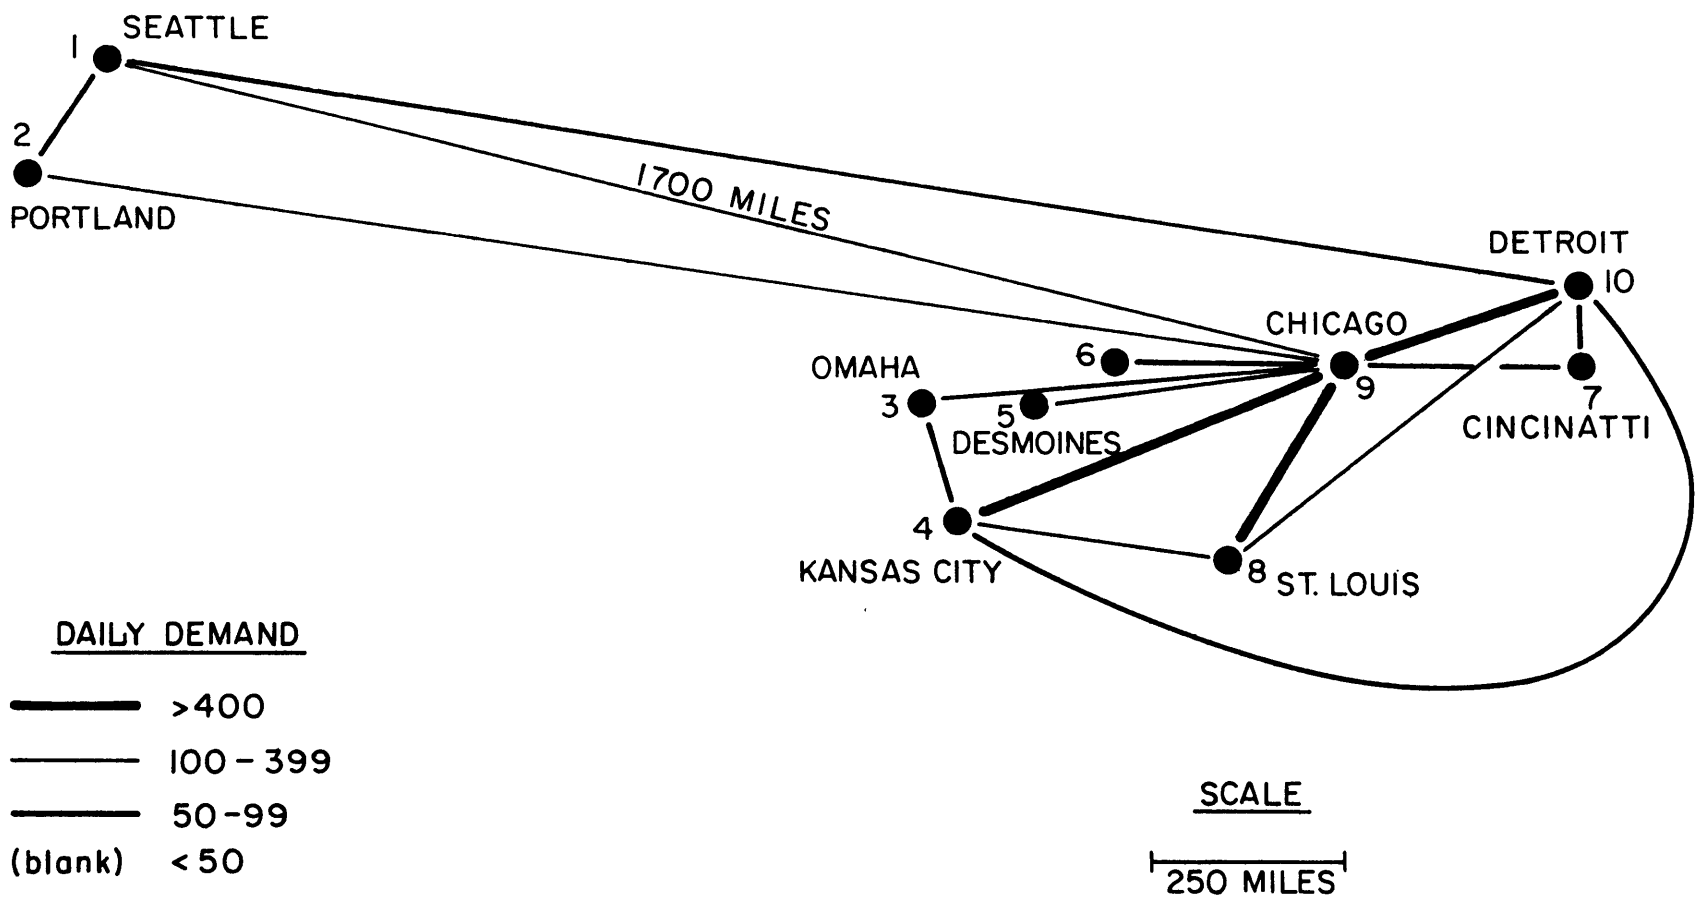 SEATTLE
1
2
PORTLAND
1700 MILES
DETROIT
10
CHICAGO
9
6
OMAHA
3
5
DESMOINES
7
CINCINATTI
4
KANSAS CITY
8 ST. LOUIS
DAILY DEMAND
>400
100-399
50-99
(blank) <50
SCALE
250 MILES